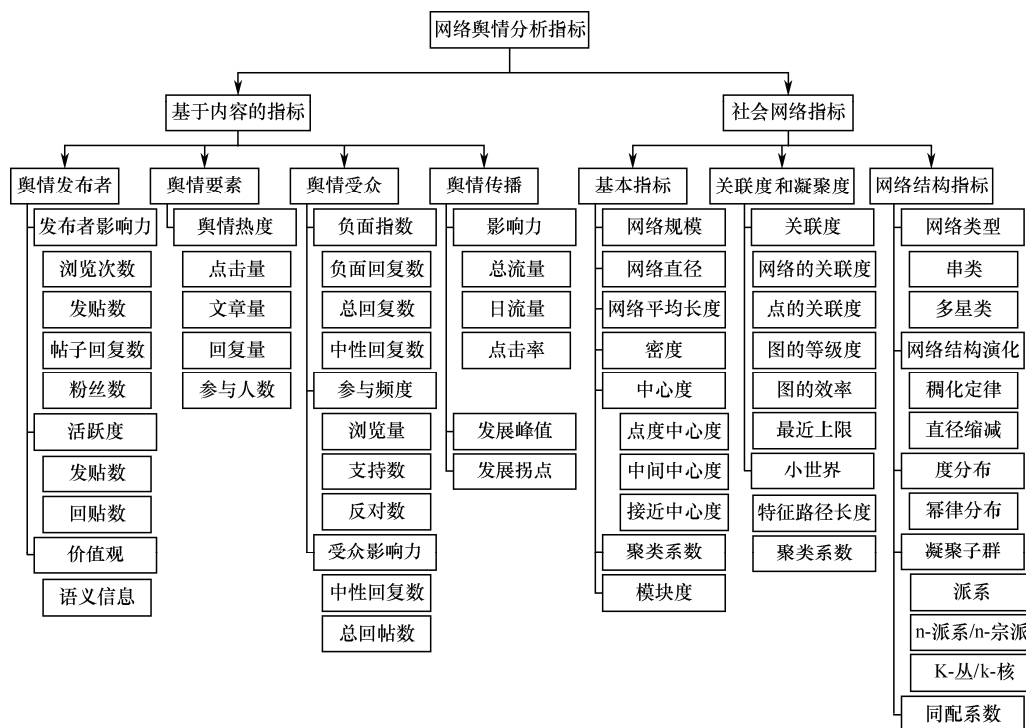 网络舆情分析指标
基于内容的指标
社会网络指标
舆情发布者
舆情要素
舆情受众
舆情传播
基本指标
关联度和凝聚度
网络结构指标
发布者影响力
浏览次数
发贴数
帖子回复数
粉丝数
活跃度
发贴数
回贴数
价值观
语义信息
舆情热度
点击量
文章量
回复量
参与人数
负面指数
负面回复数
总回复数
中性回复数
参与频度
浏览量
支持数
反对数
受众影响力
中性回复数
总回帖数
影响力
总流量
日流量
点击率
发展峰值
发展拐点
网络规模
网络直径
网络平均长度
密度
中心度
点度中心度
中间中心度
接近中心度
聚类系数
模块度
关联度
网络的关联度
点的关联度
图的等级度
图的效率
最近上限
小世界
特征路径长度
聚类系数
网络类型
串类
多星类
网络结构演化
稠化定律
直径缩减
度分布
幂律分布
凝聚子群
派系
n-派系/n-宗派
K-丛/k-核
同配系数